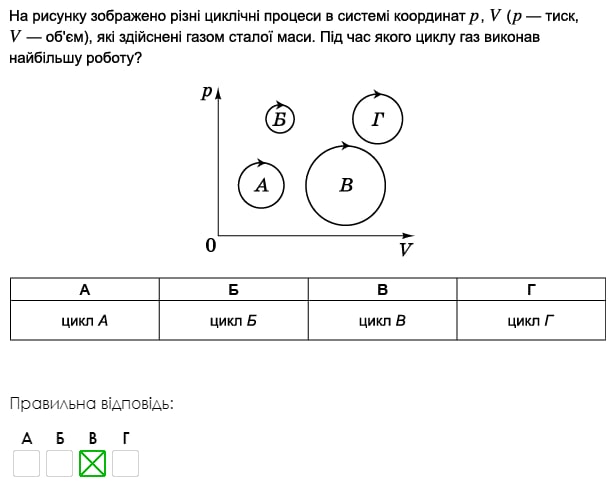 На рисунку зображено різні циклічні процеси в системі координат p, V (p — тиск,
V — об'єм), які здійснені газом сталої маси. Під час якого циклу газ виконав
найбільшу роботу?
p
Б
Г
А
В
0
V
А Б В Г
цикл А цикл Б цикл В цикл Г
Правильна відповідь:
А Б В Г